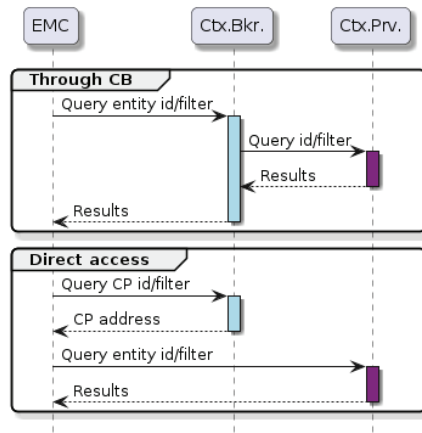 EMC
Ctx.Bkr.
Ctx.Prv.
Through CB
Query entity id/filter
Query id/filter
Results
Results
Direct access
Query CP id/filter
CP address
Query entity id/filter
Results